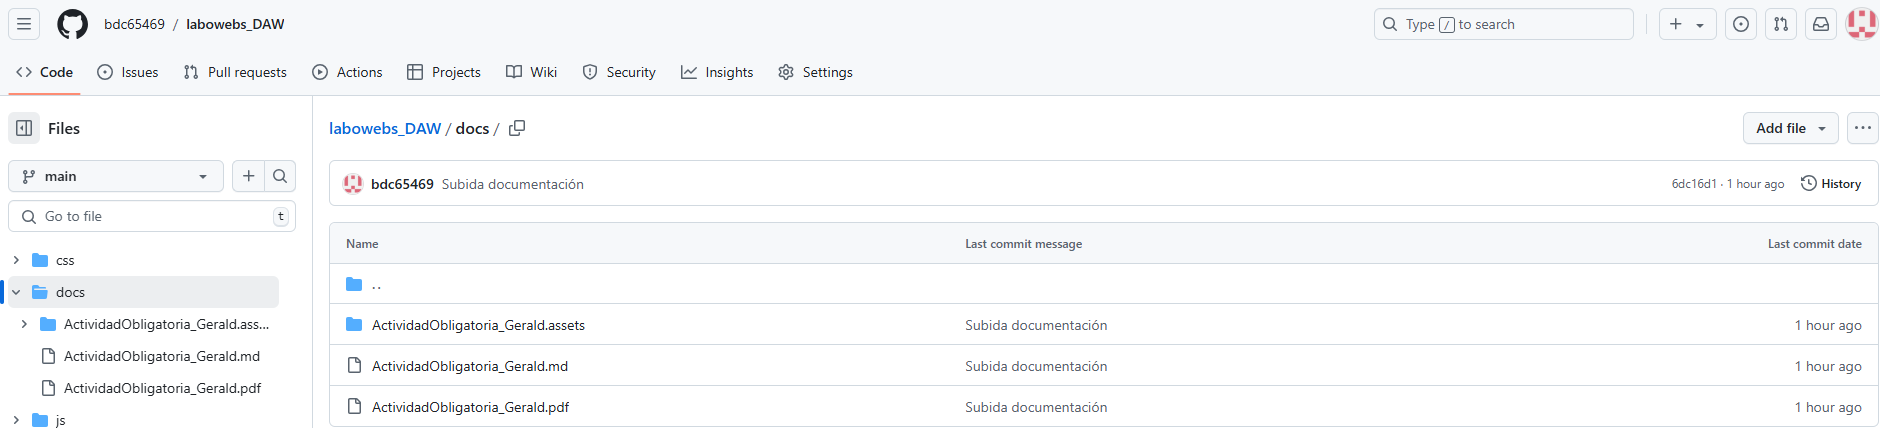 bdc65469 / labowebs_DAW
Type / to search
Code Issues Pull requests Actions Projects Wiki Security Insights Settings
Files
labowebs_DAW / docs /
Add file
main
bdc65469 Subida documentación
6dc16d1 · 1 hour ago History
Go to file t
Name Last commit message Last commit date
css
..
docs
ActividadObligatoria_Gerald.ass...
ActividadObligatoria_Gerald.assets Subida documentación 1 hour ago
ActividadObligatoria_Gerald.md
ActividadObligatoria_Gerald.md Subida documentación 1 hour ago
ActividadObligatoria_Gerald.pdf
ActividadObligatoria_Gerald.pdf Subida documentación 1 hour ago
js